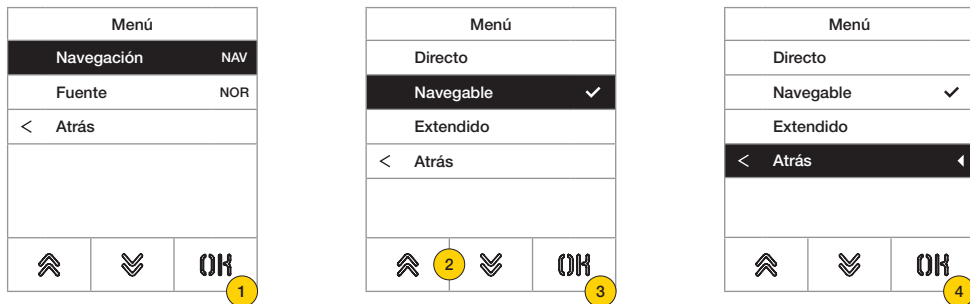 Menú
Navegación NAV
Fuente NOR
< Atrás
OK
1
Menú
Directo
Navegable ✓
Extendido
< Atrás
2
OK
3
Menú
Directo
Navegable ✓
Extendido
< Atrás
OK
4